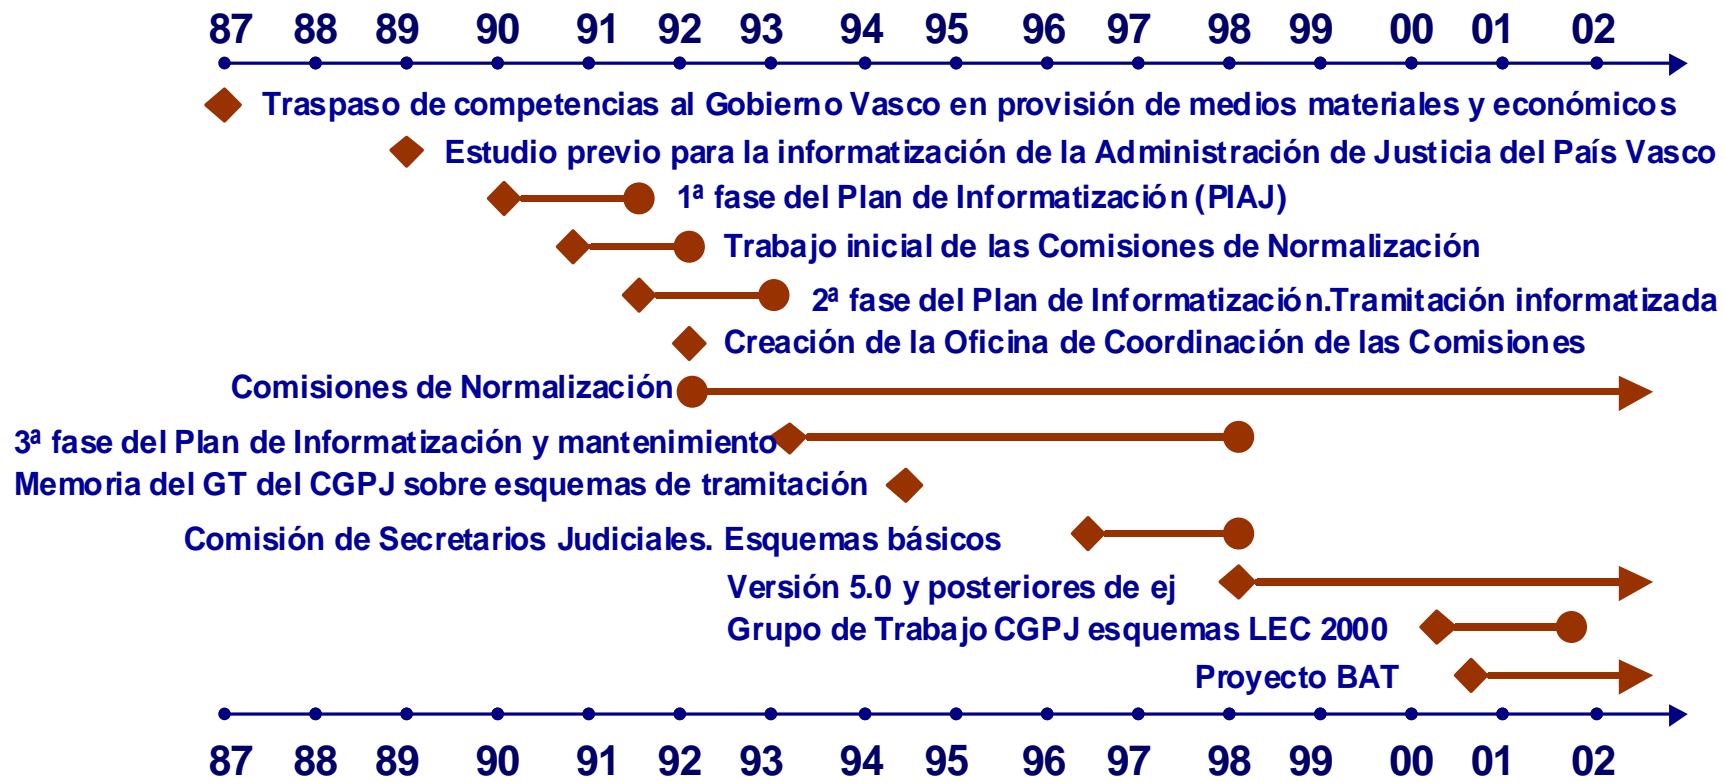 87 88 89 90 91 92 93 94 95 96 97 98 99 00 01 02
Traspaso de competencias al Gobierno Vasco en provisión de medios materiales y económicos
Estudio previo para la informatización de la Administración de Justicia del País Vasco
1ª fase del Plan de Informatización (PIAJ)
Trabajo inicial de las Comisiones de Normalización
2ª fase del Plan de Informatización.Tramitación informatizada
Creación de la Oficina de Coordinación de las Comisiones
Comisiones de Normalización
3ª fase del Plan de Informatización y mantenimiento
Memoria del GT del CGPJ sobre esquemas de tramitación
Comisión de Secretarios Judiciales. Esquemas básicos
Versión 5.0 y posteriores de ej
Grupo de Trabajo CGPJ esquemas LEC 2000
Proyecto BAT
87 88 89 90 91 92 93 94 95 96 97 98 99 00 01 02